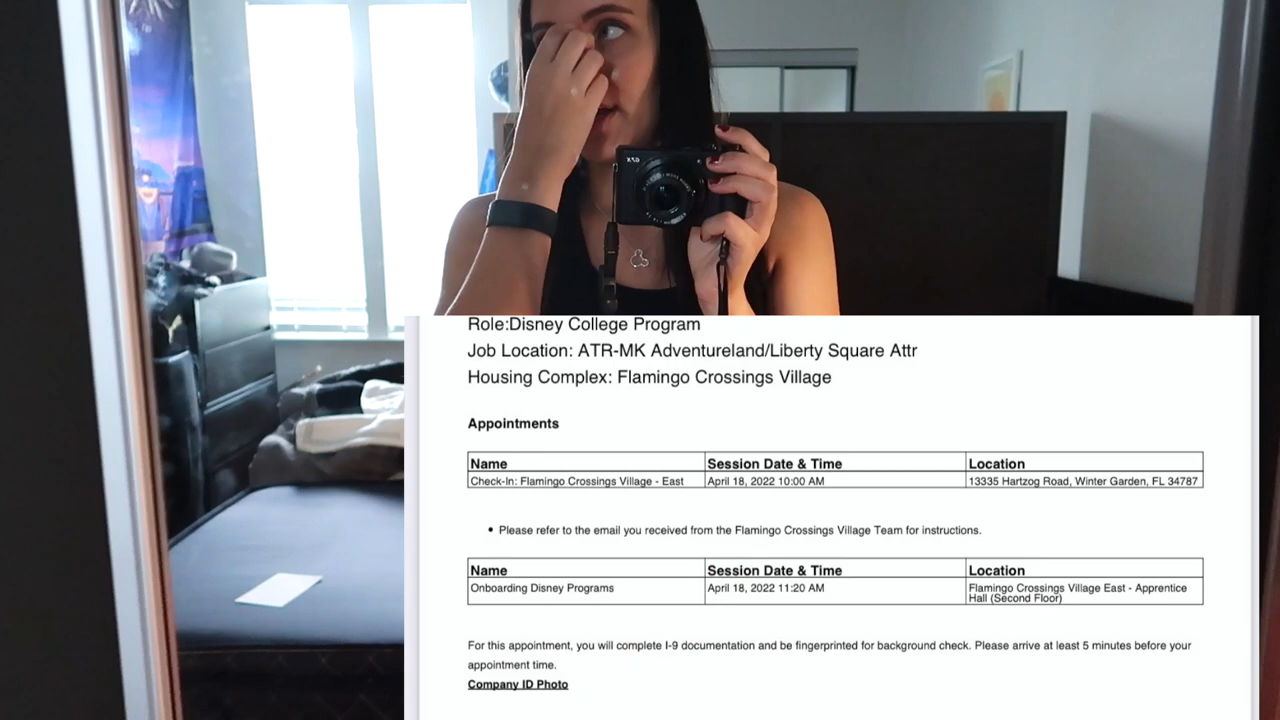 G7X
Role:Disney College Program
Job Location: ATR-MK Adventureland/Liberty Square Attr
Housing Complex: Flamingo Crossings Village
Appointments
Name Session Date & Time Location
Check-In: Flamingo Crossings Village - East April 18, 2022 10:00 AM 13335 Hartzog Road, Winter Garden, FL 34787
• Please refer to the email you received from the Flamingo Crossings Village Team for instructions.
Name Session Date & Time Location
Onboarding Disney Programs April 18, 2022 11:20 AM Flamingo Crossings Village East - Apprentice
Hall (Second Floor)
For this appointment, you will complete I-9 documentation and be fingerprinted for background check. Please arrive at least 5 minutes before your
appointment time.
Company ID Photo